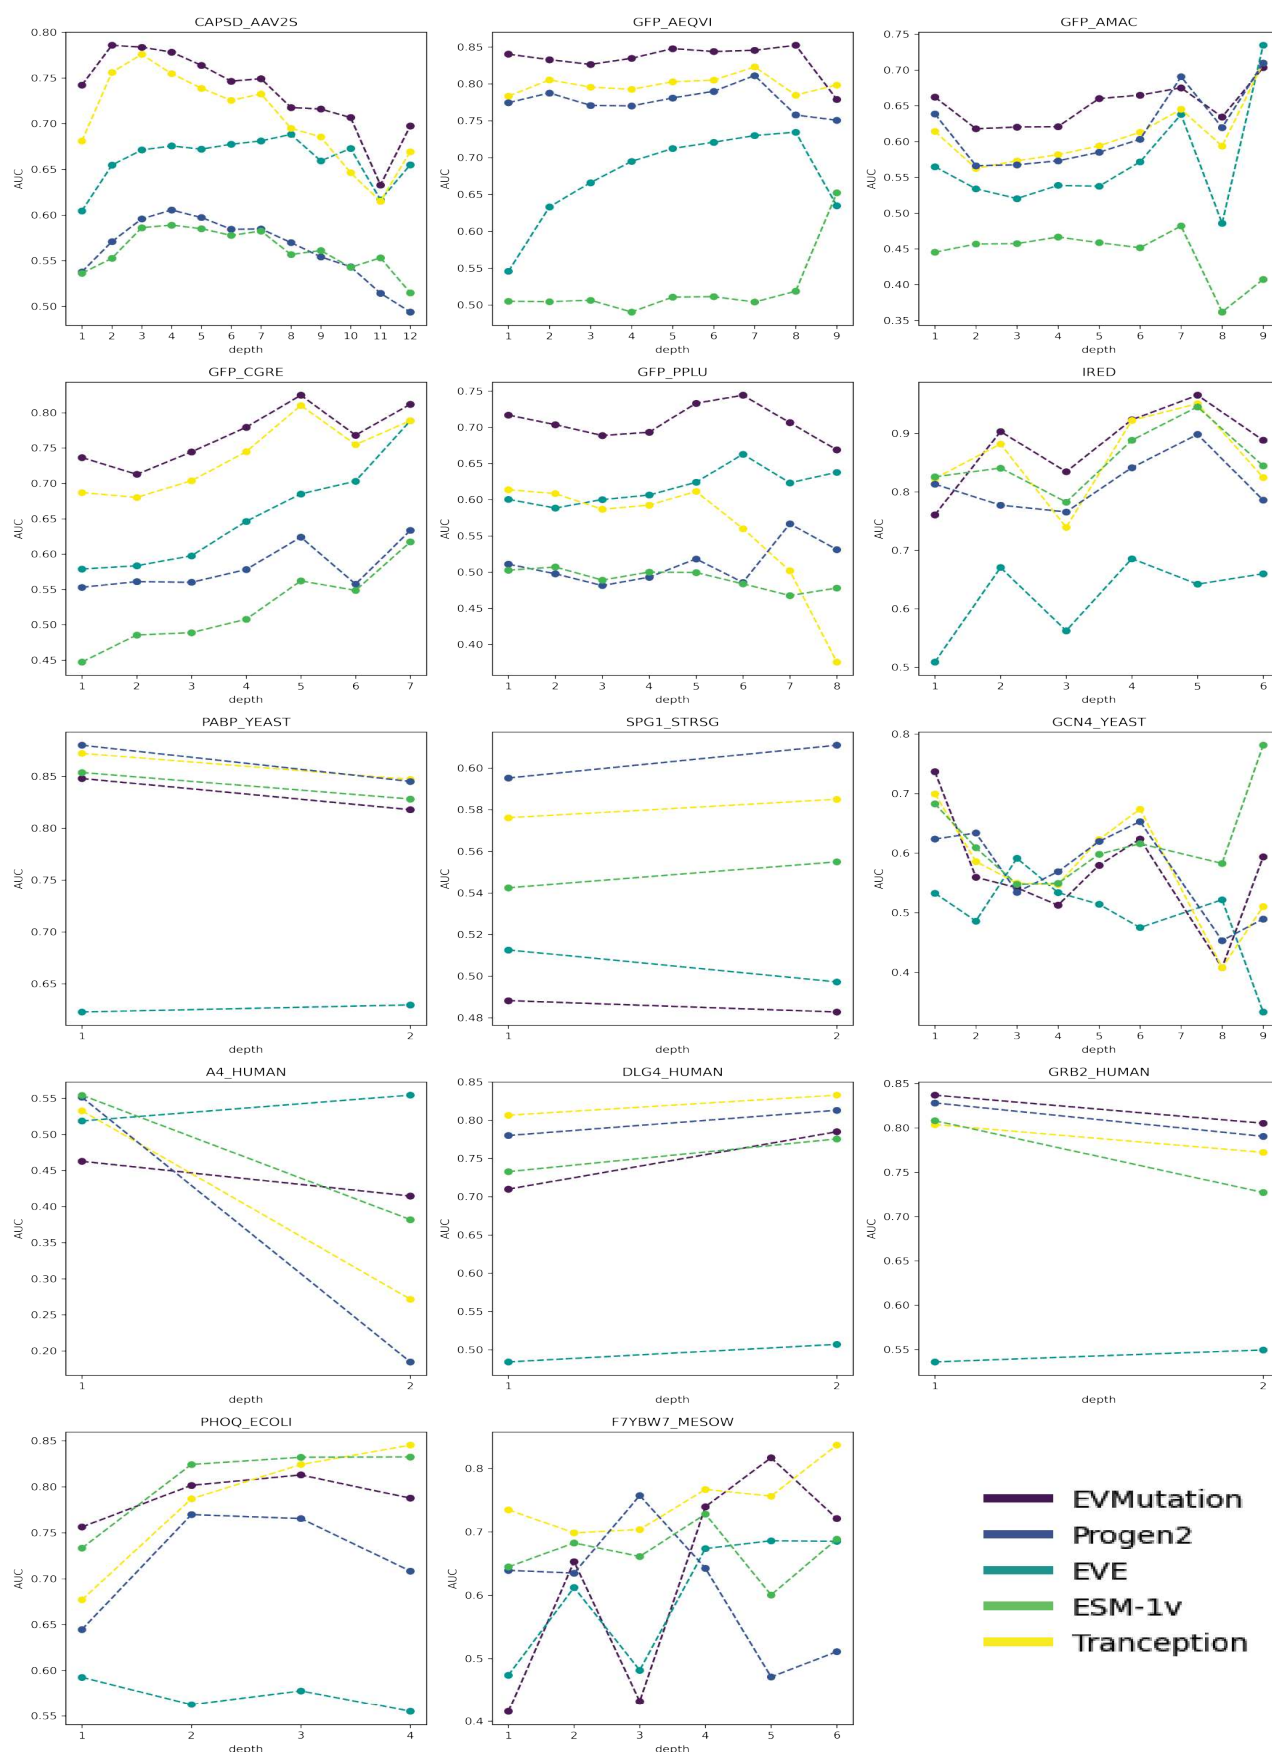 CAPSD_AAV2S
0.80
0.75
0.70
0.65
0.60
0.55
0.50
AUC
1 2 3 4 5 6 7 8 9 10 11 12
depth
GFP_AEQVI
0.85
0.80
0.75
0.70
0.65
0.60
0.55
0.50
AUC
1 2 3 4 5 6 7 8 9
depth
GFP_AMAC
0.75
0.70
0.65
0.60
0.55
0.50
0.45
0.40
0.35
AUC
1 2 3 4 5 6 7 8 9
depth
GFP_CGRE
0.80
0.75
0.70
0.65
0.60
0.55
0.50
0.45
AUC
1 2 3 4 5 6 7
depth
GFP_PPLU
0.75
0.70
0.65
0.60
0.55
0.50
0.45
0.40
AUC
1 2 3 4 5 6 7 8
depth
IRED
0.9
0.8
0.7
0.6
0.5
AUC
1 2 3 4 5 6
depth
PABP_YEAST
0.85
0.80
0.75
0.70
0.65
AUC
1 2
depth
SPG1_STRSG
0.60
0.58
0.56
0.54
0.52
0.50
0.48
AUC
1 2
depth
GCN4_YEAST
0.8
0.7
0.6
0.5
0.4
AUC
1 2 3 4 5 6 7 8 9
depth
A4_HUMAN
0.55
0.50
0.45
0.40
0.35
0.30
0.25
0.20
AUC
1 2
depth
DLG4_HUMAN
0.85
0.80
0.75
0.70
0.65
0.60
0.55
0.50
AUC
1 2
depth
GRB2_HUMAN
0.85
0.80
0.75
0.70
0.65
0.60
0.55
AUC
1 2
depth
PHOQ_ECOLI
0.85
0.80
0.75
0.70
0.65
0.60
0.55
AUC
1 2 3 4
depth
F7YBW7_MESOW
0.8
0.7
0.6
0.5
0.4
AUC
1 2 3 4 5 6
depth
EVMutation
Progen2
EVE
ESM-1v
Tranception